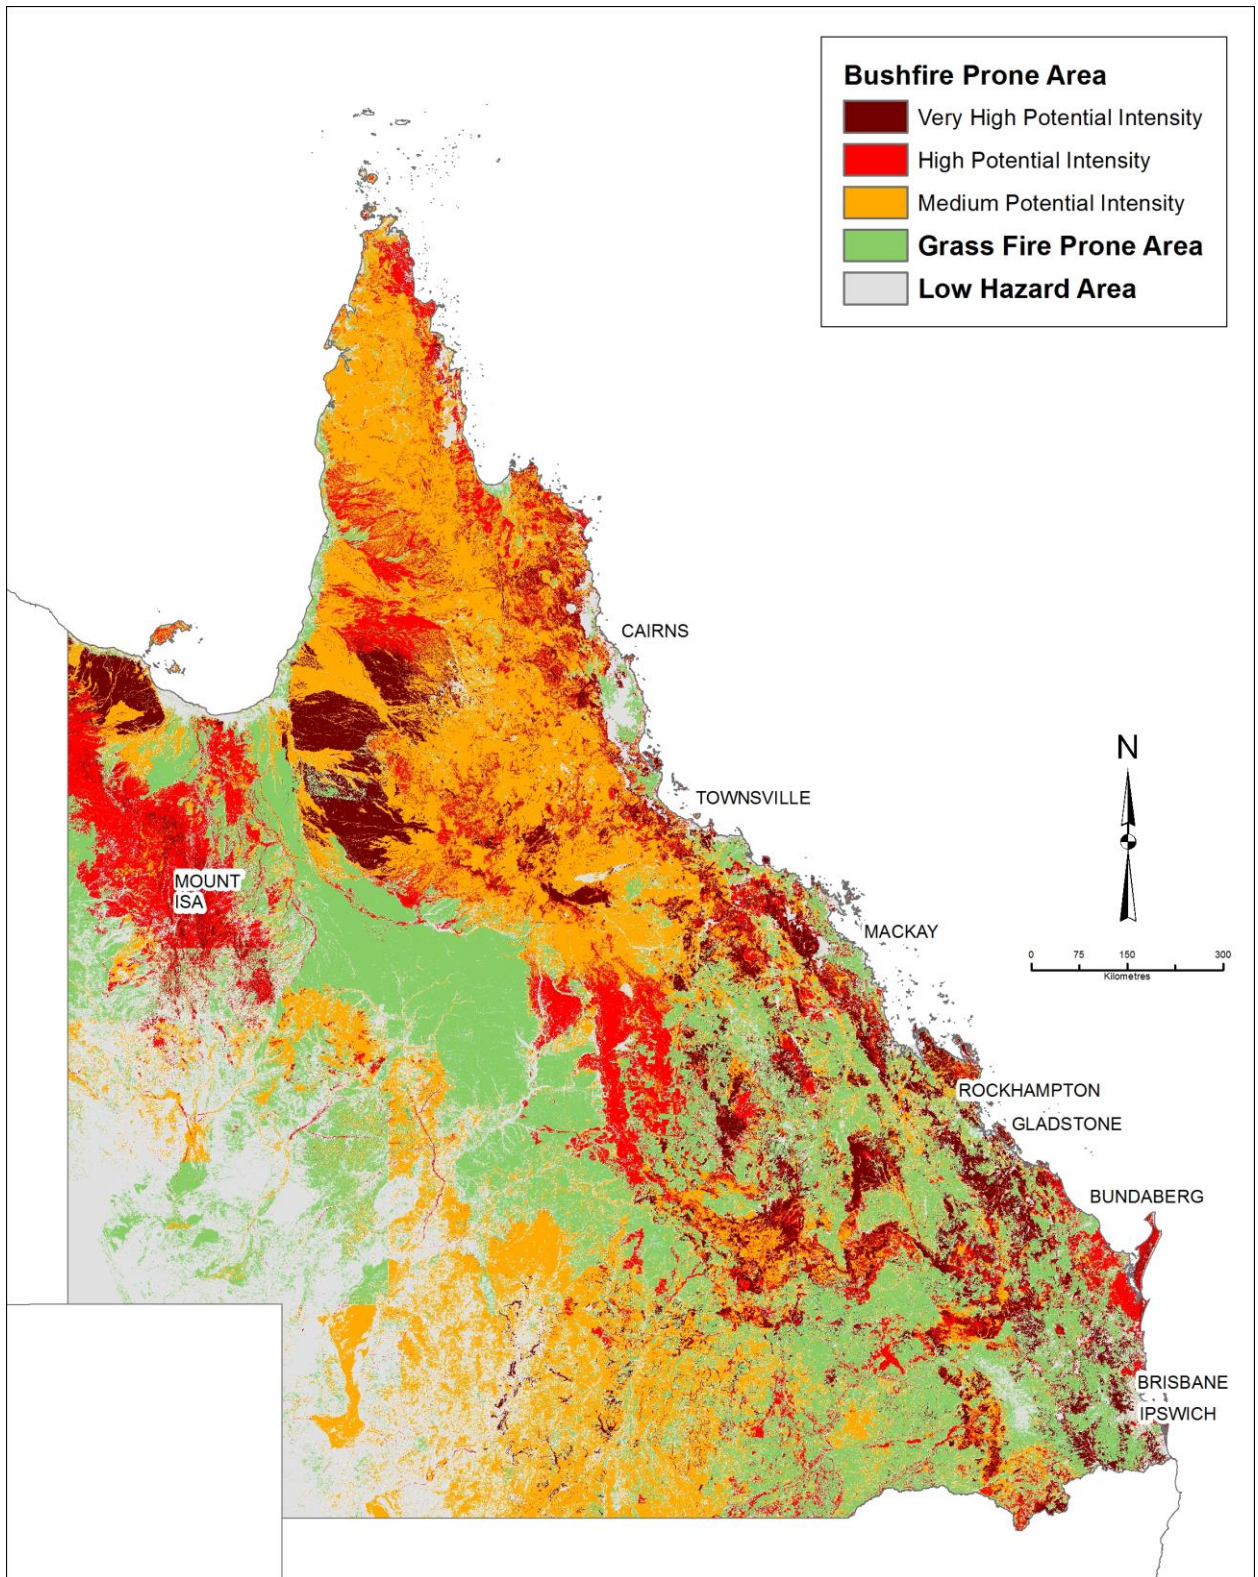 Bushfire Prone Area
Very High Potential Intensity
High Potential Intensity
Medium Potential Intensity
Grass Fire Prone Area
Low Hazard Area
CAIRNS
N
TOWNSVILLE
MOUNT
ISA
MACKAY
0 75 150 300
Kilometres
ROCKHAMPTON
GLADSTONE
BUNDABERG
BRISBANE
IPSWICH